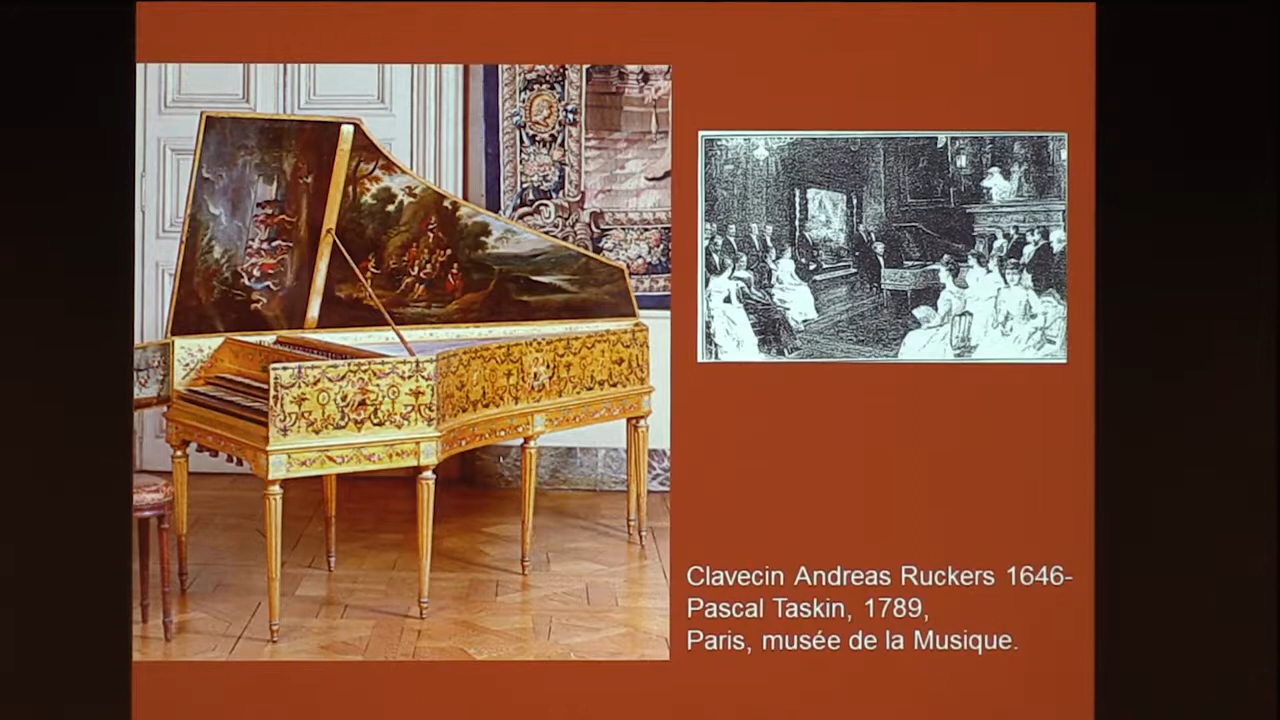 Clavecin Andreas Ruckers 1646-
Pascal Taskin, 1789,
Paris, musée de la Musique.